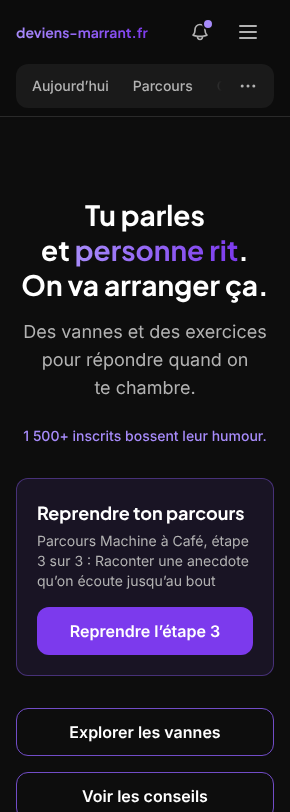 deviens-marrant.fr
Aujourd’hui Parcours
Tu parles
et personne rit.
On va arranger ça.
Des vannes et des exercices
pour répondre quand on
te chambre.
1 500+ inscrits bossent leur humour.
Reprendre ton parcours
Parcours Machine à Café, étape
3 sur 3 : Raconter une anecdote
qu’on écoute jusqu’au bout
Reprendre l’étape 3
Explorer les vannes
Voir les conseils